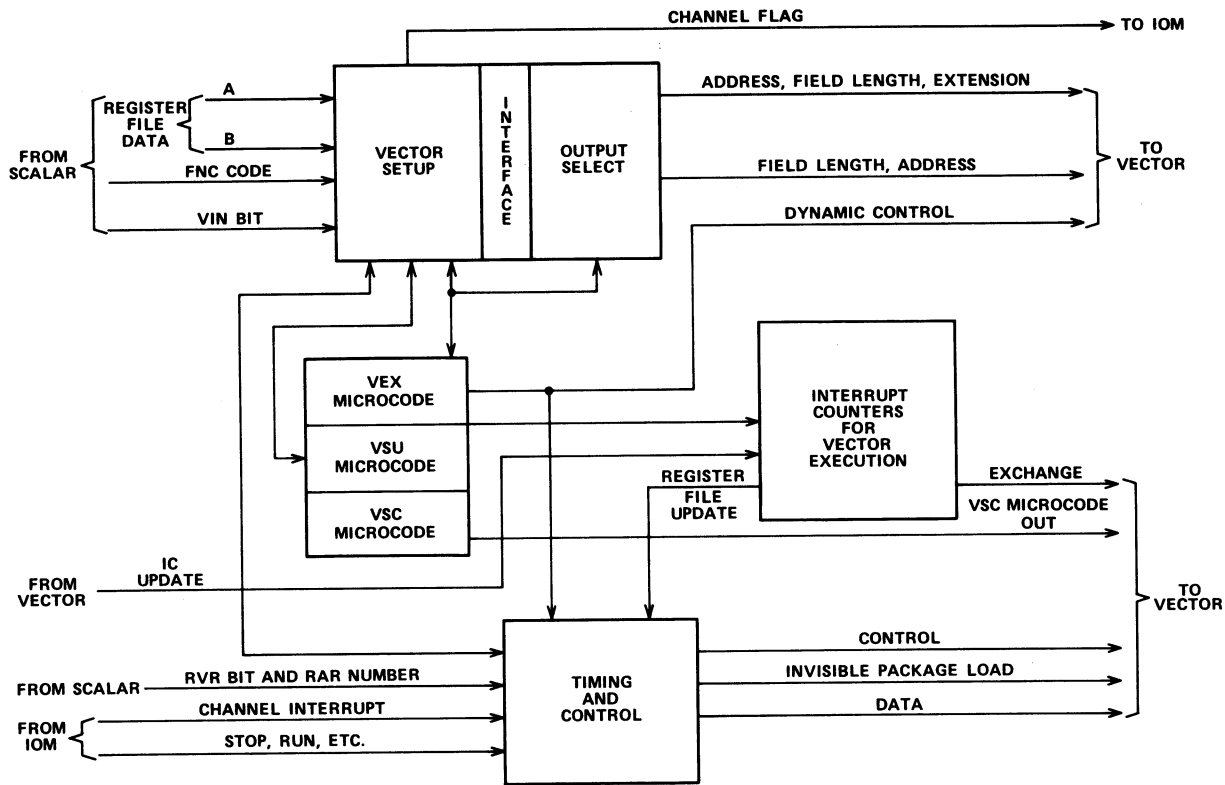 CHANNEL FLAG
TO IOM
REGISTER
FILE
DATA
A
B
FROM
SCALAR
FNC CODE
VIN BIT
VECTOR
SETUP
INTERFACE
OUTPUT
SELECT
ADDRESS, FIELD LENGTH, EXTENSION
FIELD LENGTH, ADDRESS
DYNAMIC CONTROL
TO
VECTOR
VEX
MICROCODE
VSU
MICROCODE
VSC
MICROCODE
INTERRUPT
COUNTERS
FOR
VECTOR
EXECUTION
REGISTER
FILE
UPDATE
EXCHANGE
VSC MICROCODE
OUT
FROM
VECTOR
IC
UPDATE
TO
VECTOR
FROM SCALAR
RVR BIT AND RAR NUMBER
FROM
IOM
CHANNEL INTERRUPT
STOP, RUN, ETC.
TIMING
AND
CONTROL
CONTROL
INVISIBLE PACKAGE LOAD
DATA